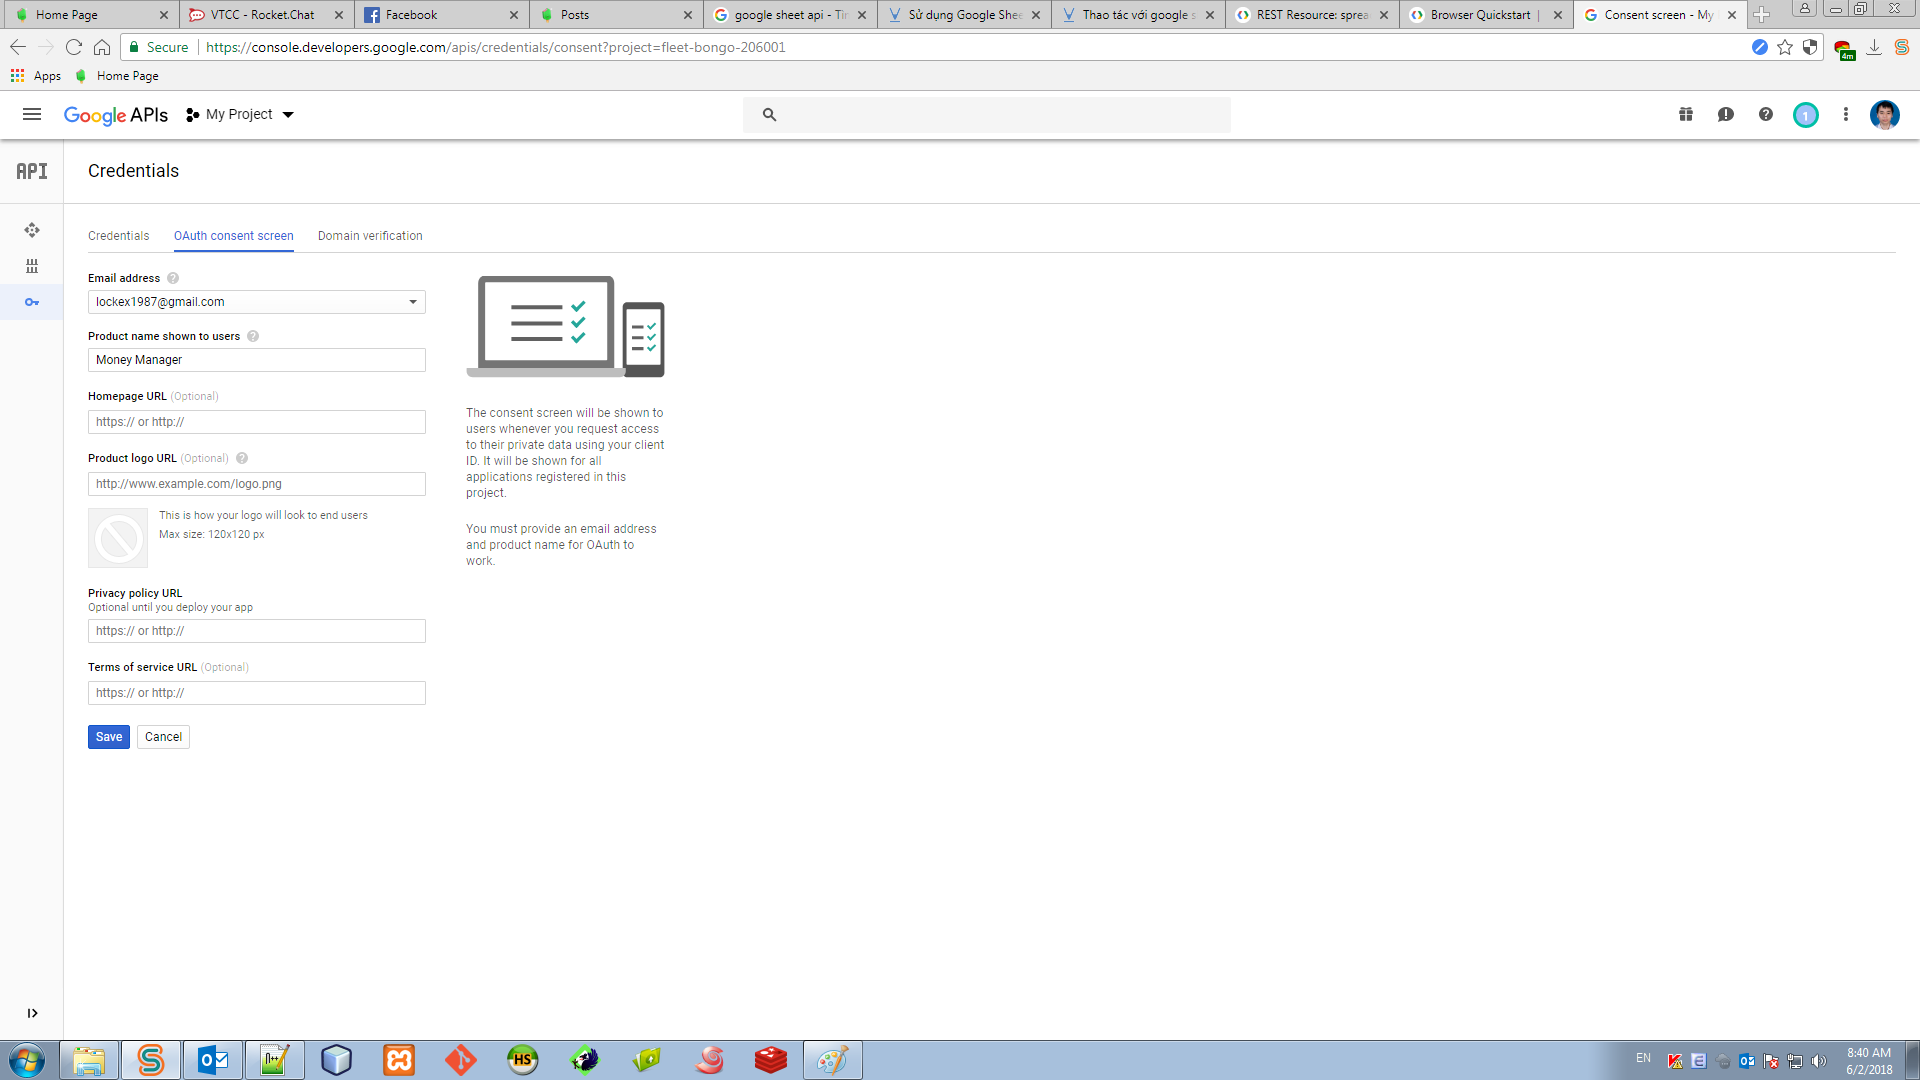 Home Page
VTCC - Rocket.Chat
Facebook
Posts
google sheet api - Tìr
Sử dụng Google Shee
Thao tác với google s
REST Resource: sprea
Browser Quickstart |
Consent screen - My
Secure
https://console.developers.google.com/apis/credentials/consent?project=fleet-bongo-206001
4m
Apps
Home Page
Google APIs
My Project
1
API
Credentials
Credentials
OAuth consent screen
Domain verification
Email address
lockex1987@gmail.com
Product name shown to users
Money Manager
Homepage URL (Optional)
https:// or http://
Product logo URL (Optional)
http://www.example.com/logo.png
This is how your logo will look to end users
Max size: 120x120 px
Privacy policy URL
Optional until you deploy your app
https:// or http://
Terms of service URL (Optional)
https:// or http://
Save
Cancel
The consent screen will be shown to
users whenever you request access
to their private data using your client
ID. It will be shown for all
applications registered in this
project.
You must provide an email address
and product name for OAuth to
work.
HS
EN
8:40 AM
6/2/2018